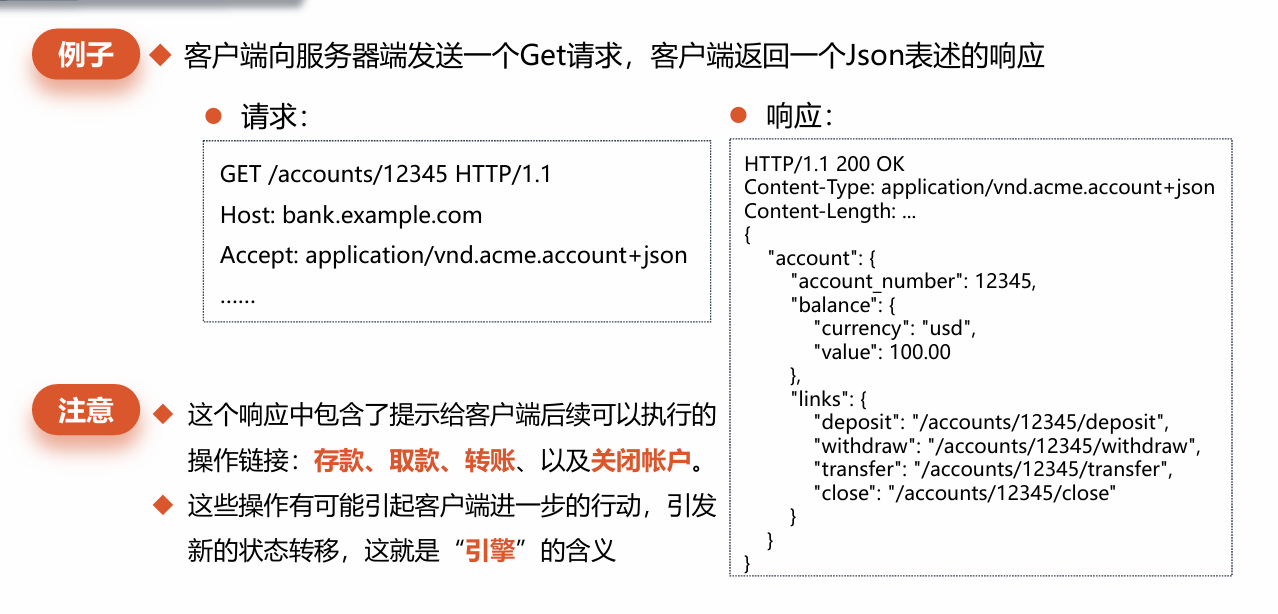 例子
◆ 客户端向服务器端发送一个Get请求，客户端返回一个Json表述的响应
● 请求：
GET /accounts/12345 HTTP/1.1
Host: bank.example.com
Accept: application/vnd.acme.account+json
......
● 响应：
HTTP/1.1 200 OK
Content-Type: application/vnd.acme.account+json
Content-Length: ...
{
"account": {
"account_number": 12345,
"balance": {
"currency": "usd",
"value": 100.00
},
"links": {
"deposit": "/accounts/12345/deposit",
"withdraw": "/accounts/12345/withdraw",
"transfer": "/accounts/12345/transfer",
"close": "/accounts/12345/close"
}
}
}
注意
◆ 这个响应中包含了提示给客户端后续可以执行的
操作链接：存款、取款、转账、以及关闭帐户。
◆ 这些操作有可能引起客户端进一步的行动，引发
新的状态转移，这就是“引擎”的含义